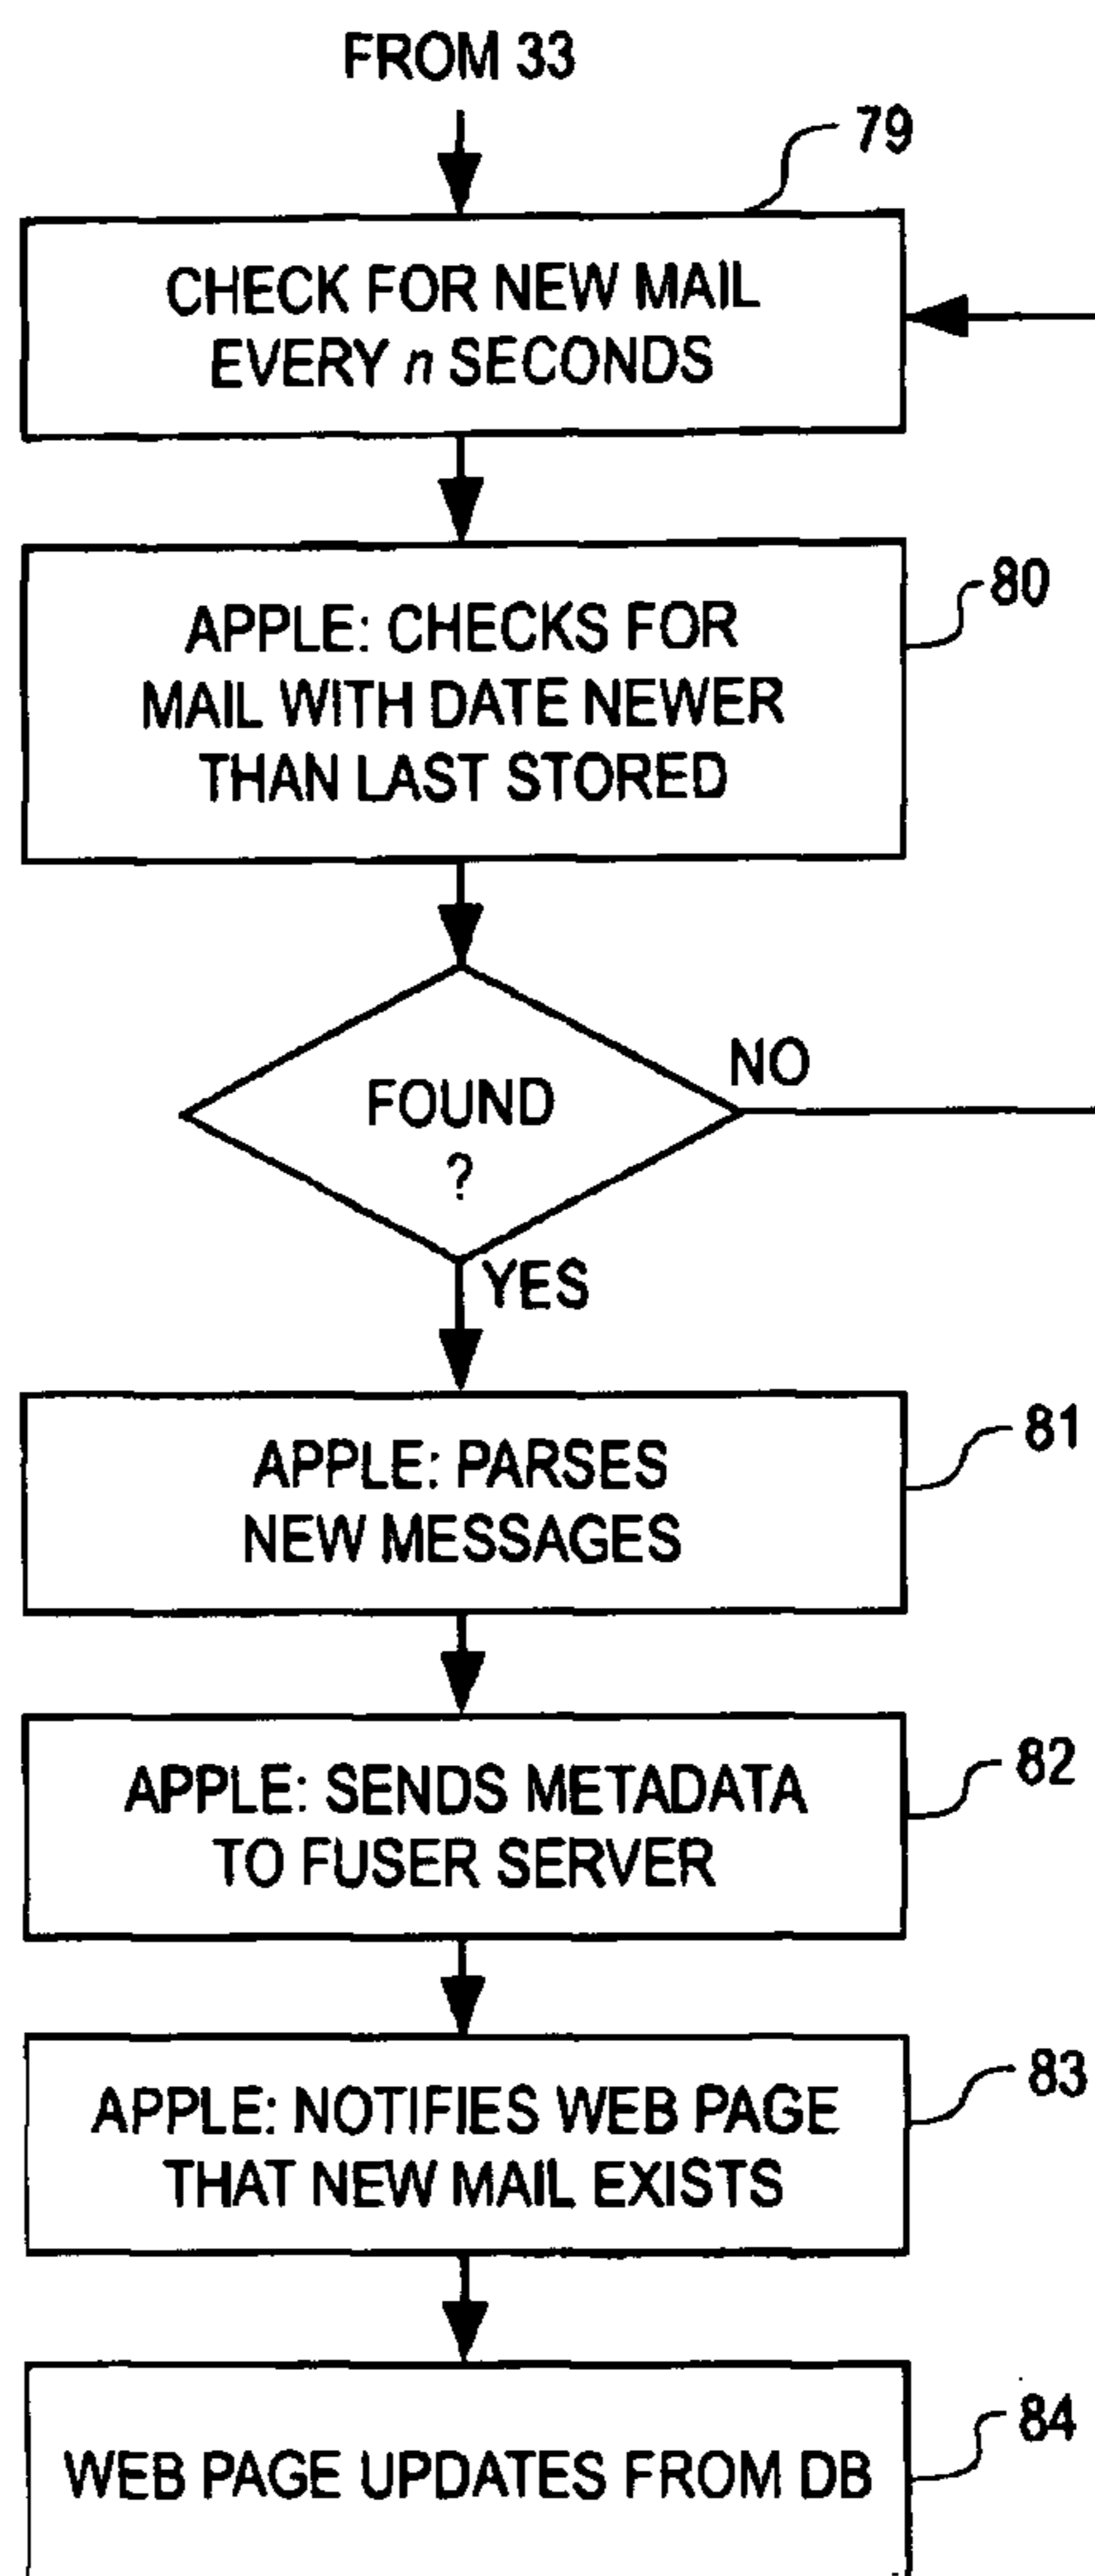 FROM 33
79
CHECK FOR NEW MAIL
EVERY n SECONDS
80
APPLE: CHECKS FOR
MAIL WITH DATE NEWER
THAN LAST STORED
NO
FOUND
?
YES
81
APPLE: PARSES
NEW MESSAGES
82
APPLE: SENDS METADATA
TO FUSER SERVER
83
APPLE: NOTIFIES WEB PAGE
THAT NEW MAIL EXISTS
84
WEB PAGE UPDATES FROM DB